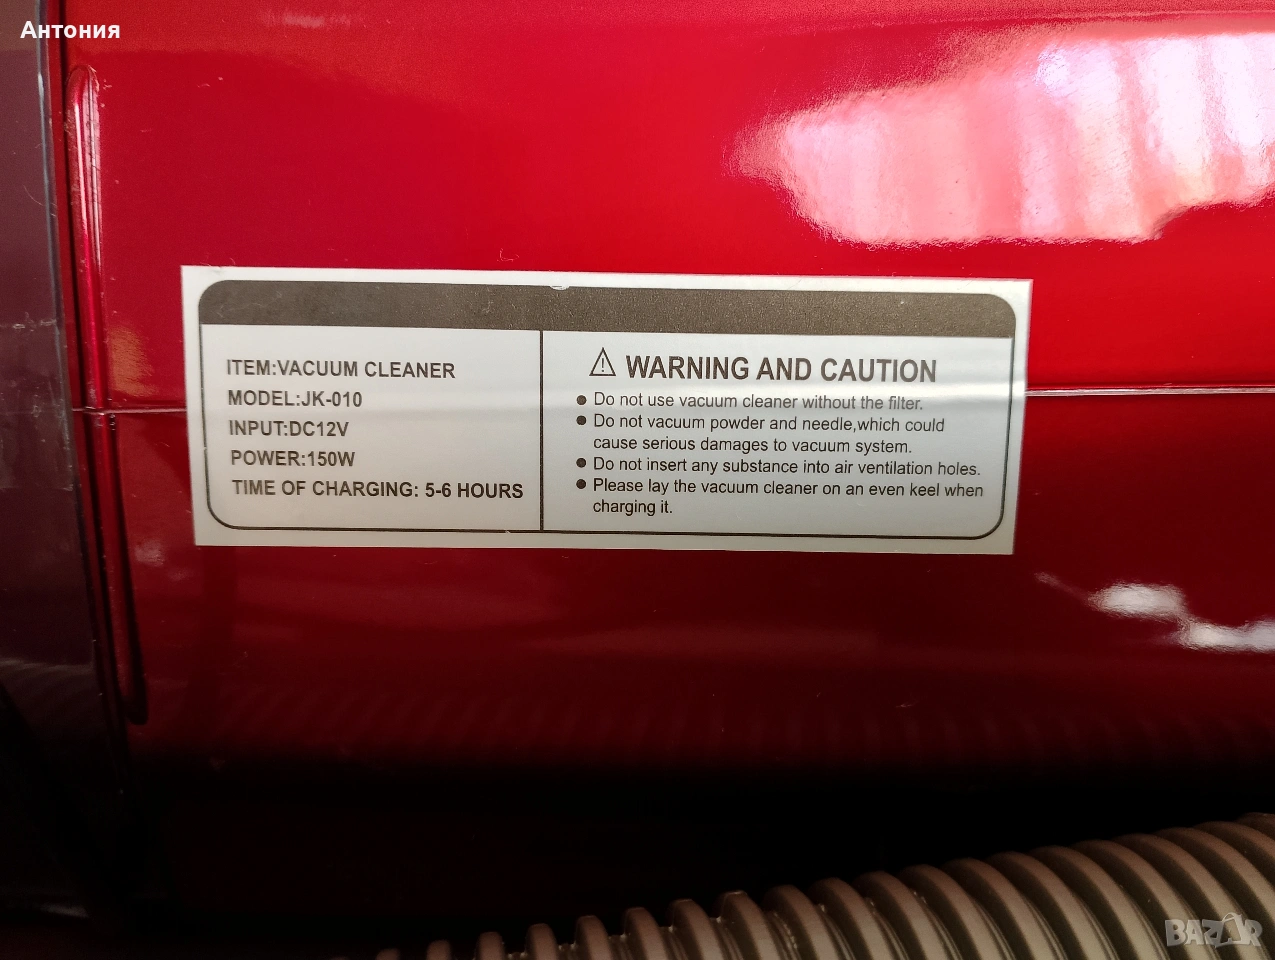 Антония
ITEM:VACUUM CLEANER
MODEL:JK-010
INPUT:DC12V
POWER:150W
TIME OF CHARGING: 5-6 HOURS
WARNING AND CAUTION
● Do not use vacuum cleaner without the filter.
● Do not vacuum powder and needle,which could
cause serious damages to vacuum system.
● Do not insert any substance into air ventilation holes.
● Please lay the vacuum cleaner on an even keel when
charging it.
BAZAR